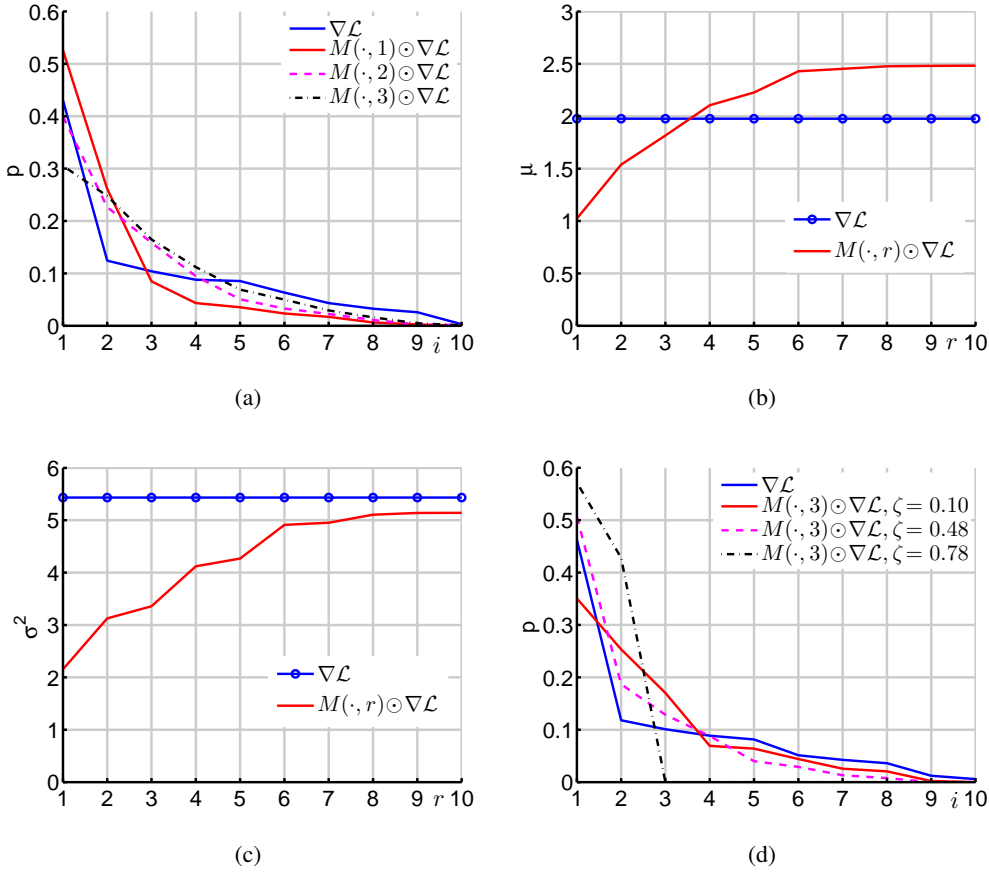 0.6
0.5
0.4
0.3
0.2
0.1
0
p
∇ℒ
M(·, 1)⊙∇ℒ
M(·, 2)⊙∇ℒ
M(·, 3)⊙∇ℒ
1 2 3 4 5 6 7 8 9 i 10
(a)
3
2.5
2
1.5
1
0.5
0
μ
∇ℒ
M(·, r)⊙∇ℒ
1 2 3 4 5 6 7 8 9 r 10
(b)
6
5
4
3
2
1
0
σ²
∇ℒ
M(·, r)⊙∇ℒ
1 2 3 4 5 6 7 8 9 r 10
(c)
0.6
0.5
0.4
0.3
0.2
0.1
0
p
∇ℒ
M(·, 3)⊙∇ℒ, ζ = 0.10
M(·, 3)⊙∇ℒ, ζ = 0.48
M(·, 3)⊙∇ℒ, ζ = 0.78
1 2 3 4 5 6 7 8 9 i 10
(d)